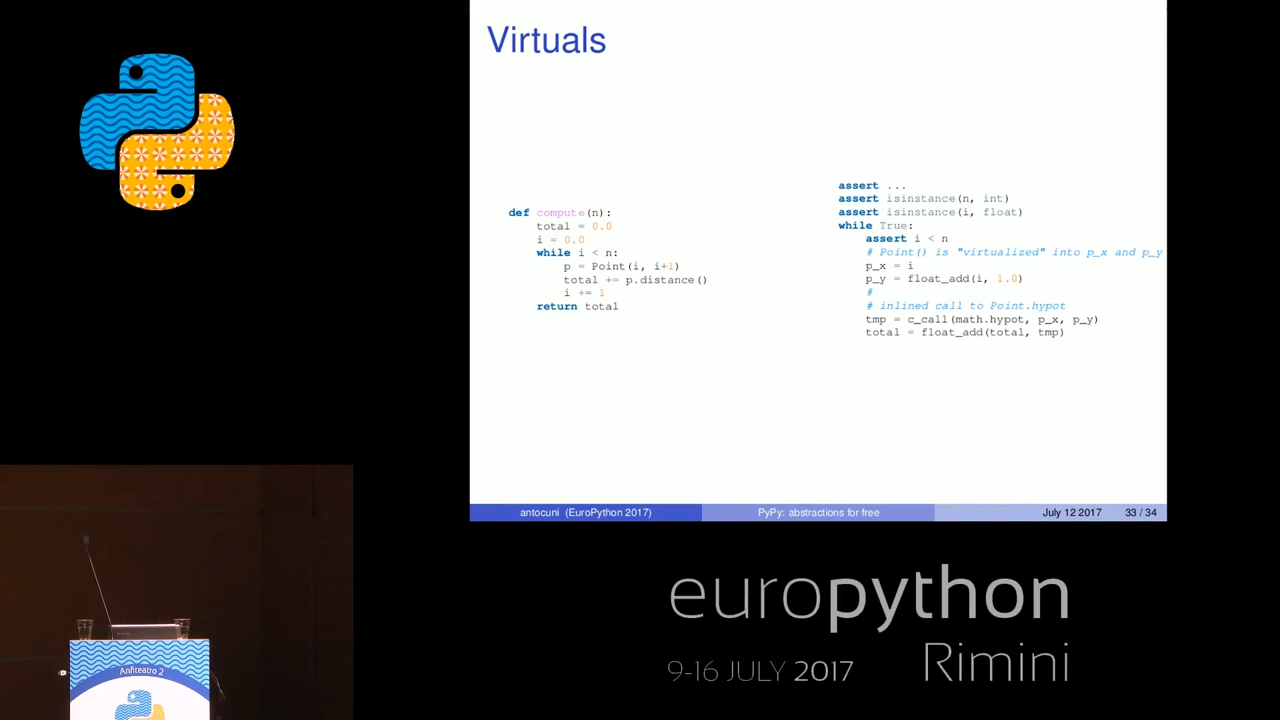 Virtuals
def compute(n):
    total = 0.0
    i = 0.0
    while i < n:
        p = Point(i, i+1)
        total += p.distance()
        i += 1
    return total
assert ...
assert isinstance(n, int)
assert isinstance(i, float)
while True:
    assert i < n
    # Point() is "virtualized" into p_x and p_y
    p_x = i
    p_y = float_add(i, 1.0)
    #
    # inlined call to Point.hypot
    tmp = c_call(math.hypot, p_x, p_y)
    total = float_add(total, tmp)
antocuni (EuroPython 2017)
PyPy: abstractions for free
July 12 2017
33 / 34
europython
Rimini
9-16 JULY 2017
Anfiteatro 2